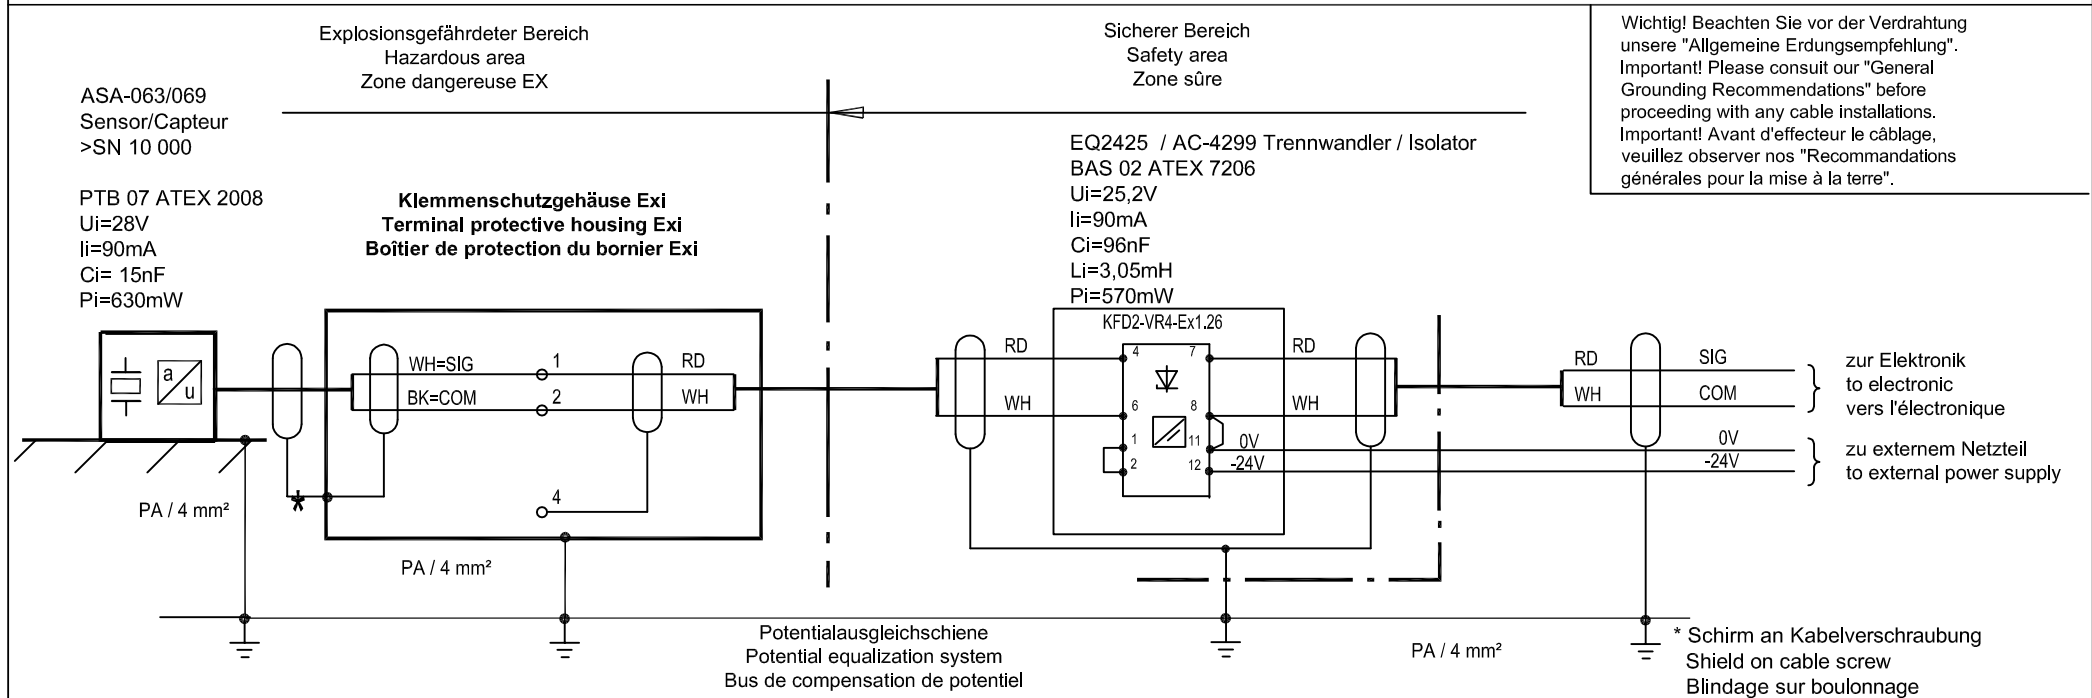 Explosionsgefährdeter Bereich
Hazardous area
Zone dangereuse EX
Sicherer Bereich
Safety area
Zone sûre
Wichtig! Beachten Sie vor der Verdrahtung
unsere "Allgemeine Erdungsempfehlung".
Important! Please consuit our "General
Grounding Recommendations" before
proceeding with any cable installations.
Important! Avant d'effecteur le câblage,
veuillez observer nos "Recommandations
générales pour la mise à la terre".
ASA-063/069
Sensor/Capteur
>SN 10 000
PTB 07 ATEX 2008
Ui=28V
Ii=90mA
Ci= 15nF
Pi=630mW
Klemmenschutzgehäuse Exi
Terminal protective housing Exi
Boîtier de protection du bornier Exi
EQ2425 / AC-4299 Trennwandler / Isolator
BAS 02 ATEX 7206
Ui=25,2V
Ii=90mA
Ci=96nF
Li=3,05mH
Pi=570mW
KFD2-VR4-Ex1.26
a
u
WH=SIG
1
RD
BK=COM
2
WH
4
*
RD
WH
4
7
6
8
1
11
2
12
RD
WH
0V
-24V
RD
SIG
WH
COM
0V
-24V
zur Elektronik
to electronic
vers l'électronique
zu externem Netzteil
to external power supply
PA / 4 mm²
PA / 4 mm²
Potentialausgleichschiene
Potential equalization system
Bus de compensation de potentiel
PA / 4 mm²
* Schirm an Kabelverschraubung
Shield on cable screw
Blindage sur boulonnage